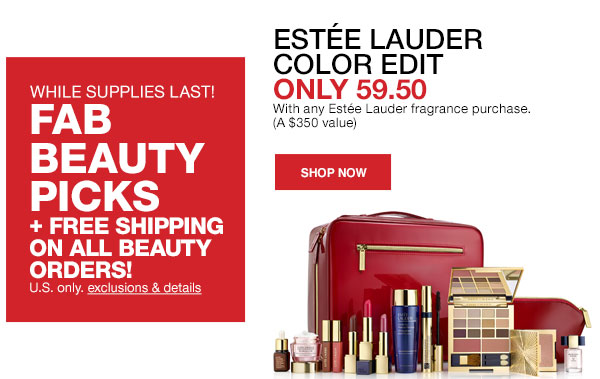 WHILE SUPPLIES LAST!
FAB
BEAUTY
PICKS
+ FREE SHIPPING
ON ALL BEAUTY
ORDERS!
U.S. only. exclusions & details
ESTÉE LAUDER
COLOR EDIT
ONLY 59.50
With any Estée Lauder fragrance purchase.
(A $350 value)
SHOP NOW